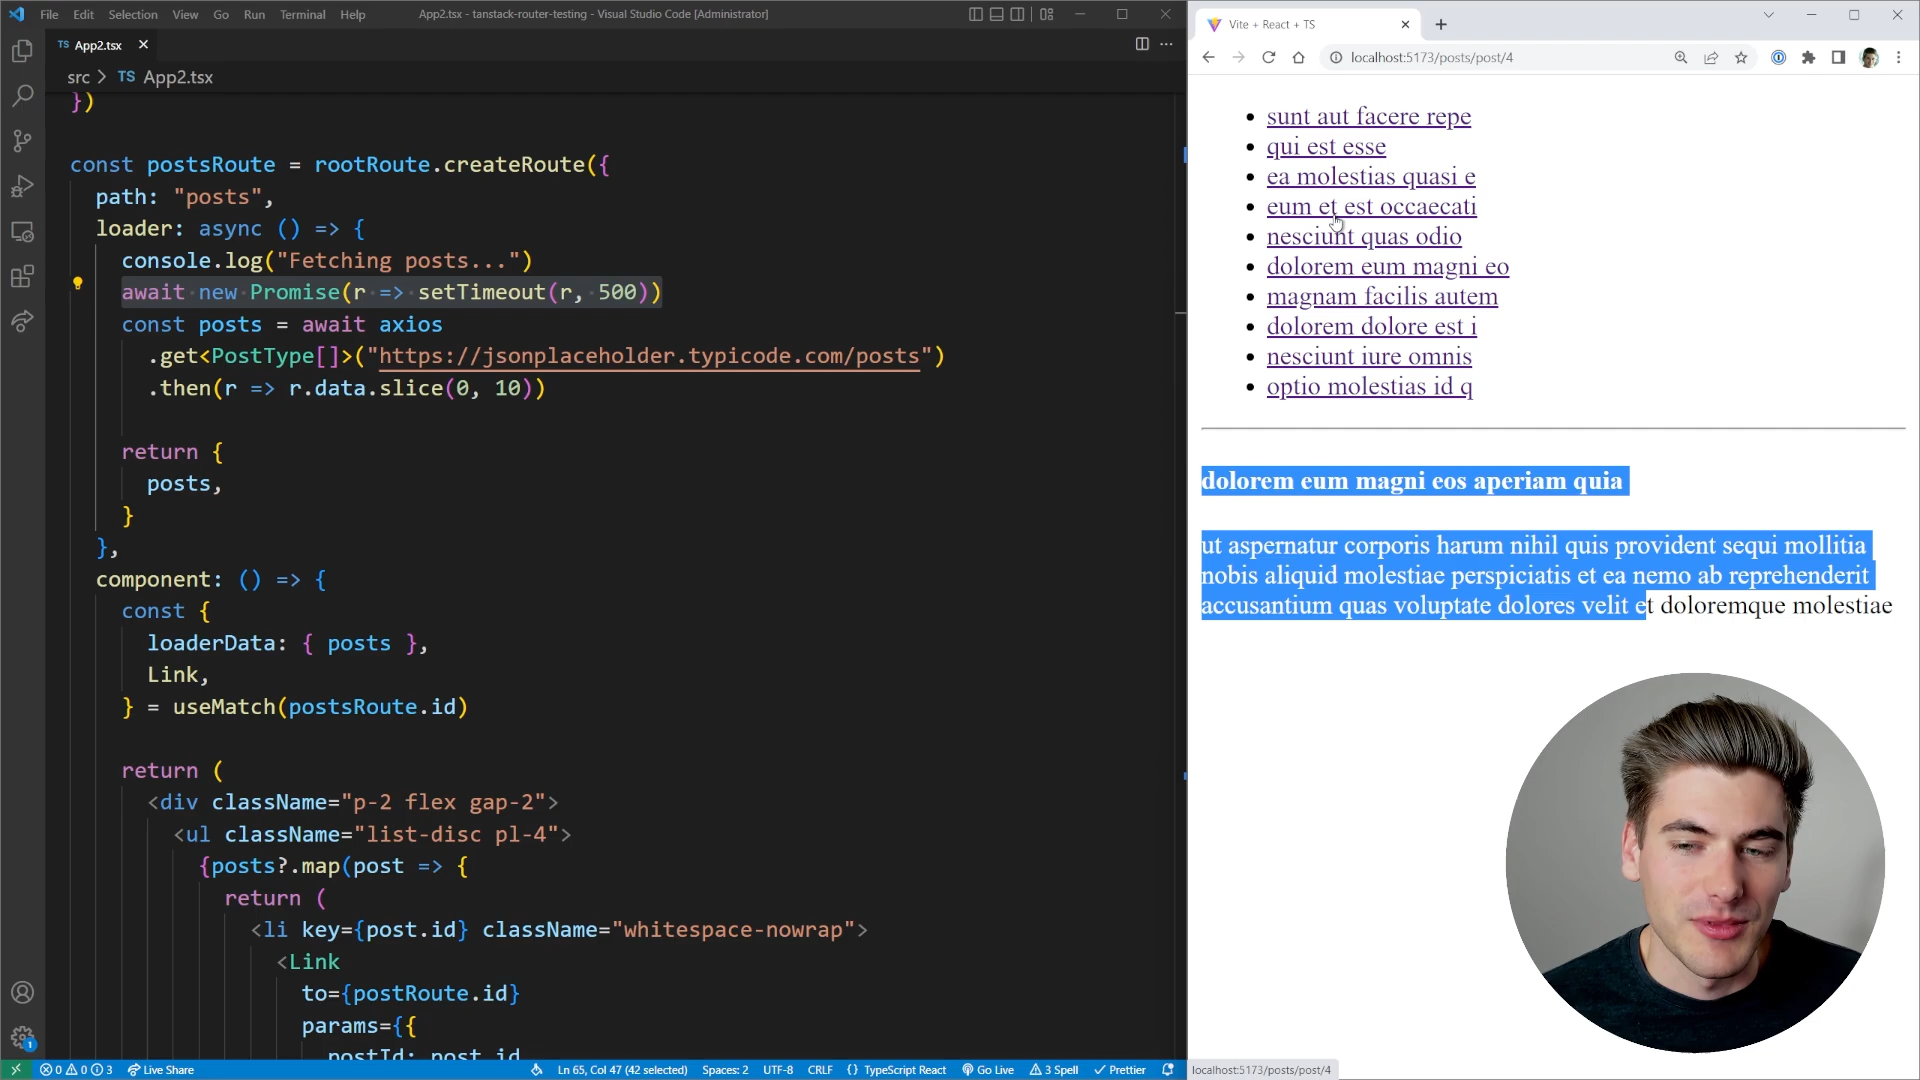 File Edit Selection View Go Run Terminal Help
App2.tsx - tanstack-router-testing - Visual Studio Code [Administrator]
TS App2.tsx
src > TS App2.tsx
})
const postsRoute = rootRoute.createRoute({
path: "posts",
loader: async () => {
console.log("Fetching posts...")
await new Promise(r => setTimeout(r, 500))
const posts = await axios
.get<PostType[]>("https://jsonplaceholder.typicode.com/posts")
.then(r => r.data.slice(0, 10))
return {
posts,
}
},
component: () => {
const {
loaderData: { posts },
Link,
} = useMatch(postsRoute.id)
return (
<div className="p-2 flex gap-2">
<ul className="list-disc pl-4">
{posts?.map(post => {
return (
<li key={post.id} className="whitespace-nowrap">
<Link
to={postRoute.id}
params={{
postId: post.id
1
0 0 3 Live Share
Ln 65, Col 47 (42 selected) Spaces: 2 UTF-8 CRLF {} TypeScript React Go Live 3 Spell Prettier
Vite + React + TS
localhost:5173/posts/post/4
sunt aut facere repe
qui est esse
ea molestias quasi e
eum et est occaecati
nesciunt quas odio
dolorem eum magni eo
magnam facilis autem
dolorem dolore est i
nesciunt iure omnis
optio molestias id q
dolorem eum magni eos aperiam quia
ut aspernatur corporis harum nihil quis provident sequi mollitia
nobis aliquid molestiae perspiciatis et ea nemo ab reprehenderit
accusantium quas voluptate dolores velit et doloremque molestiae
localhost:5173/posts/post/4